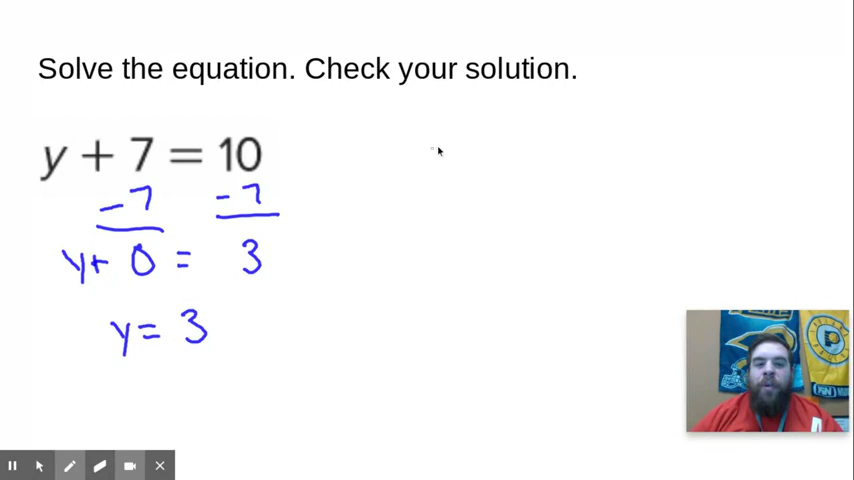 Solve the equation. Check your solution.
y + 7 = 10
-7 -7
y+ 0 = 3
y= 3